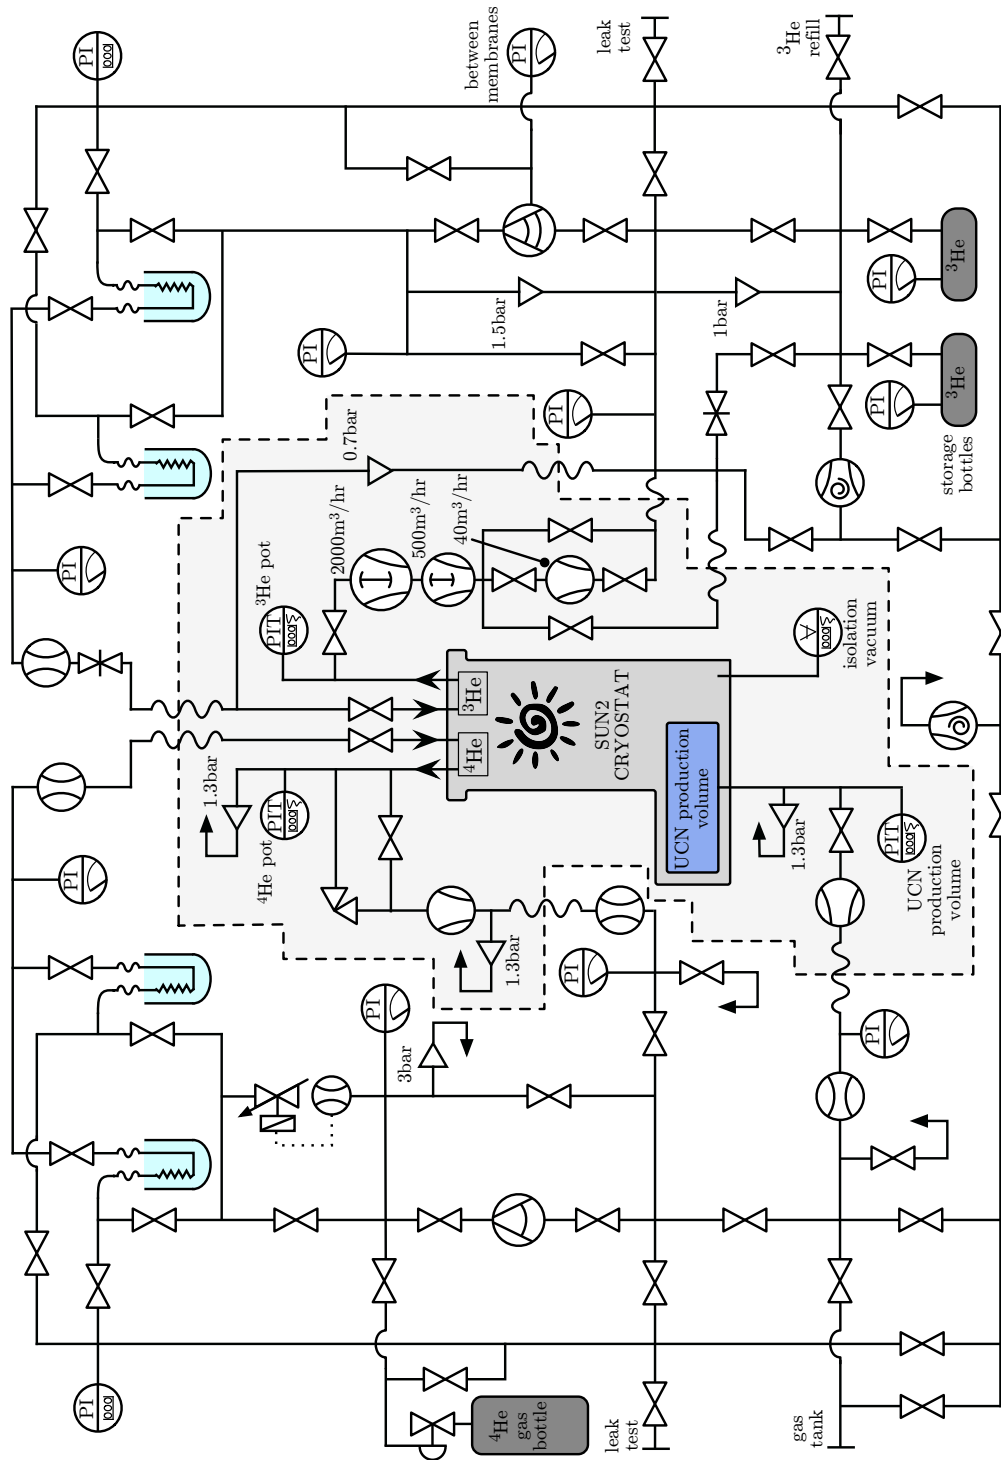 PI
between
membranes
PI
leak
test
³He
refill
PI
PI
1.5bar
1bar
PI
³He
PI
³He
storage
bottles
PI
0.7bar
PI
2000m³/hr
500m³/hr
40m³/hr
³He pot
PIT
isolation
vacuum
³He
⁴He
SUN2
CRYOSTAT
UCN production
volume
1.3bar
PIT
⁴He pot
1.3bar
PIT
UCN
production
volume
PI
1.3bar
PI
PI
3bar
PI
PI
⁴He
gas
bottle
leak
test
gas
tank